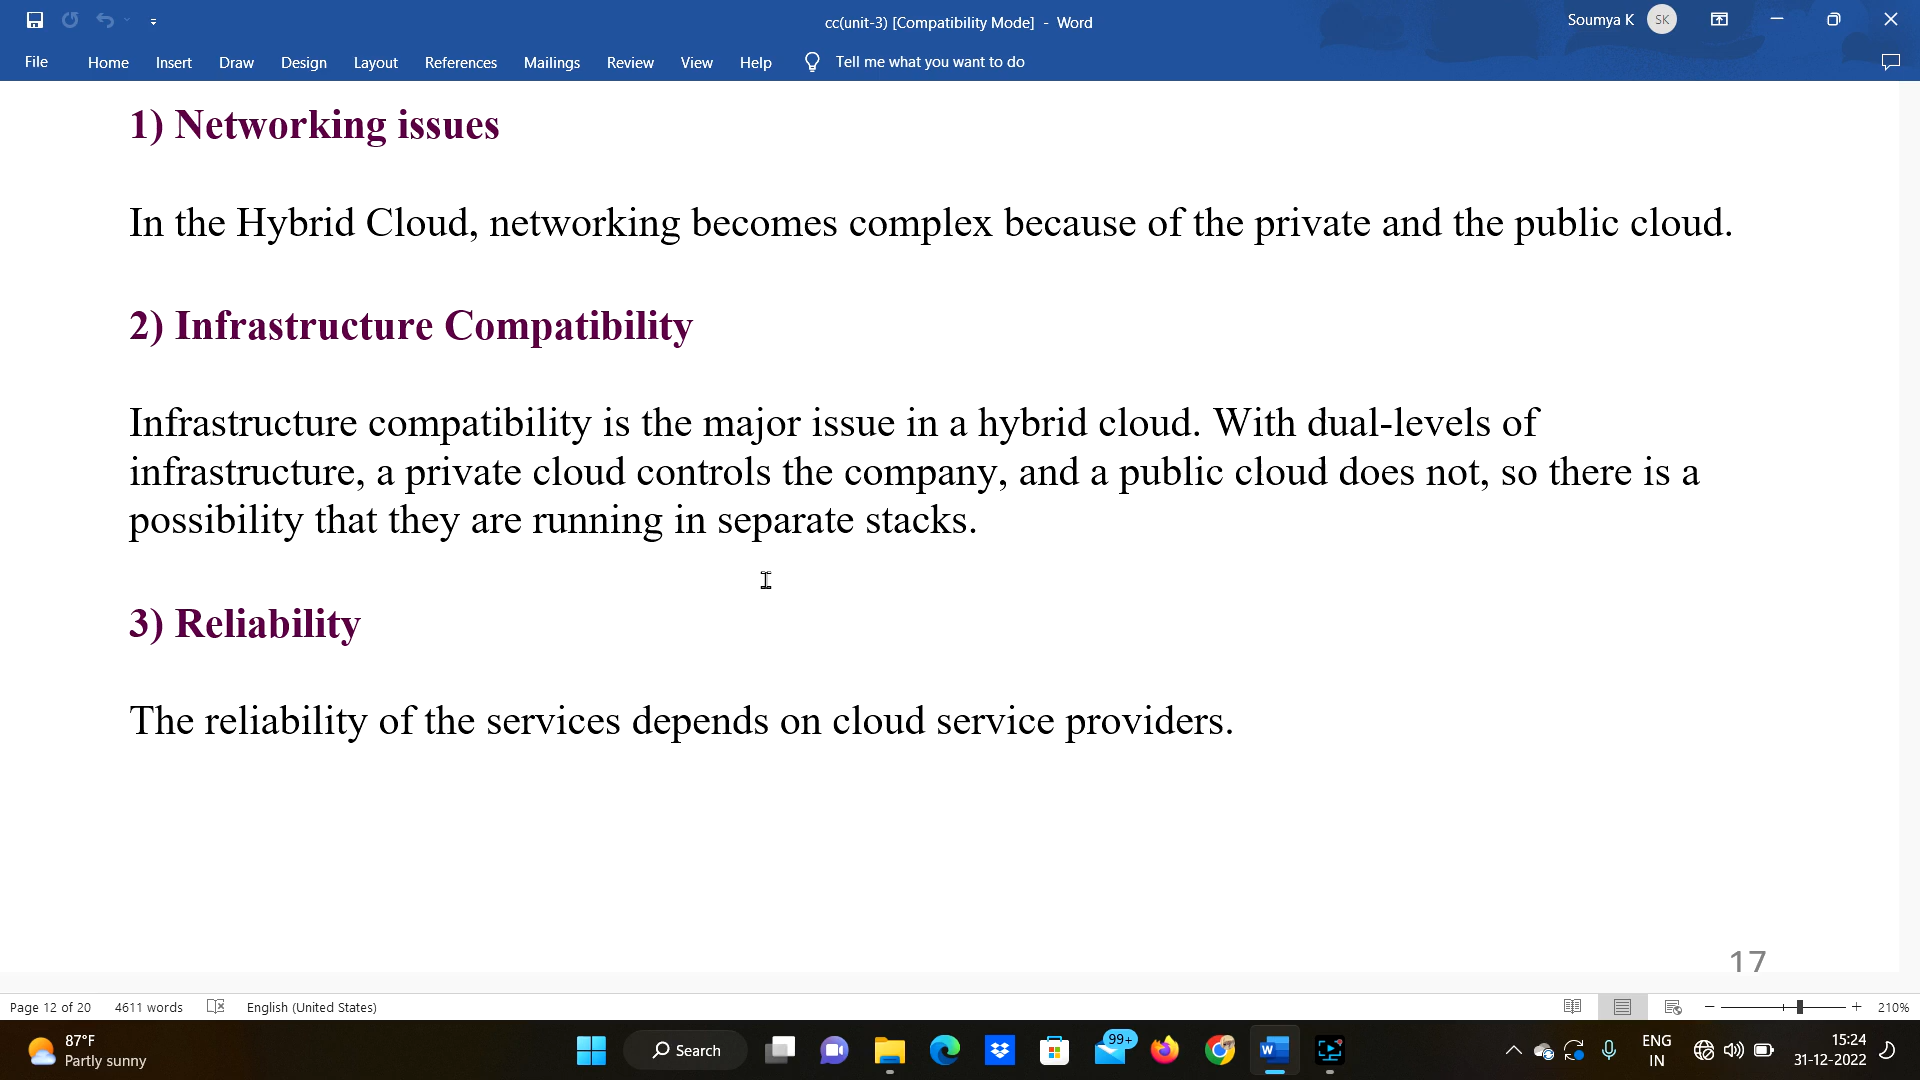 cc(unit-3) [Compatibility Mode] - Word
Soumya K
SK
File
Home
Insert
Draw
Design
Layout
References
Mailings
Review
View
Help
Tell me what you want to do
1) Networking issues
In the Hybrid Cloud, networking becomes complex because of the private and the public cloud.
2) Infrastructure Compatibility
Infrastructure compatibility is the major issue in a hybrid cloud. With dual-levels of
infrastructure, a private cloud controls the company, and a public cloud does not, so there is a
possibility that they are running in separate stacks.
3) Reliability
The reliability of the services depends on cloud service providers.
17
Page 12 of 20
4611 words
English (United States)
210%
87°F
Partly sunny
Search
99+
W
ENG
IN
15:24
31-12-2022